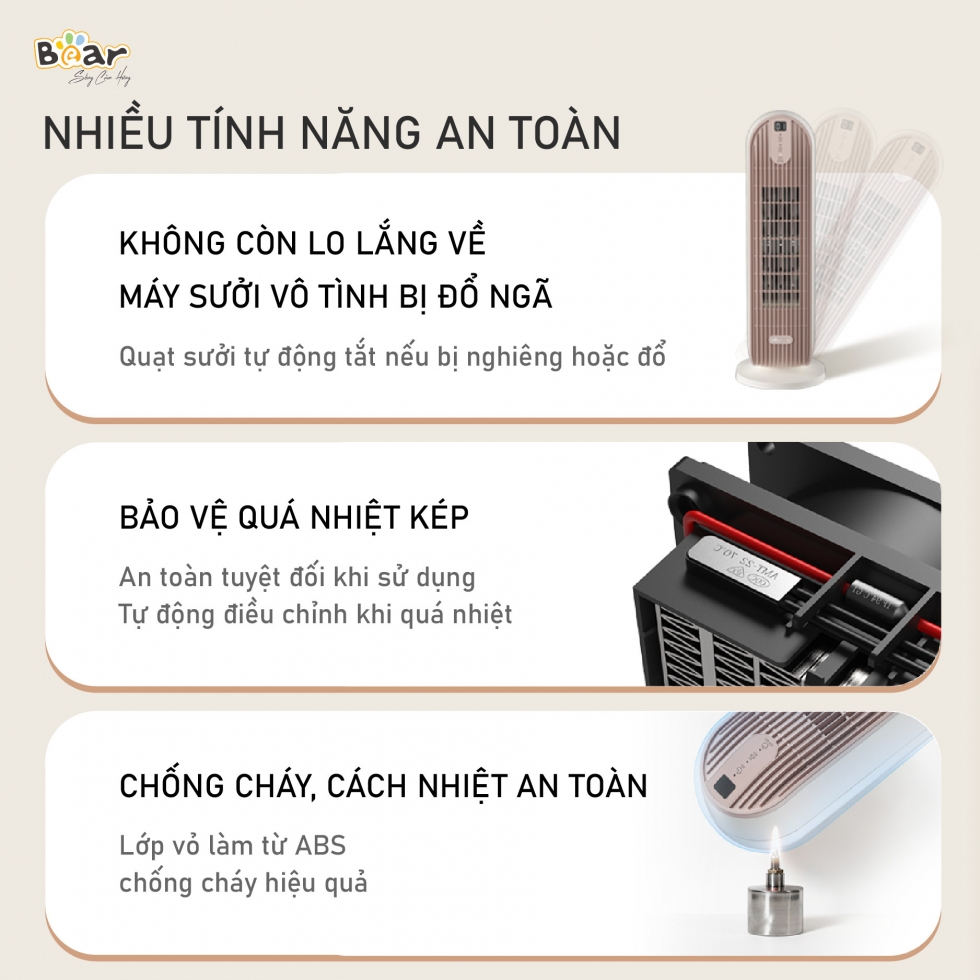 Bear
Sống Cảm Hứng
NHIỀU TÍNH NĂNG AN TOÀN
KHÔNG CÒN LO LẮNG VỀ
MÁY SƯỞI VÔ TÌNH BỊ ĐỔ NGÃ
Quạt sưởi tự động tắt nếu bị nghiêng hoặc đổ
BẢO VỆ QUÁ NHIỆT KÉP
An toàn tuyệt đối khi sử dụng
Tự động điều chỉnh khi quá nhiệt
CHỐNG CHÁY, CÁCH NHIỆT AN TOÀN
Lớp vỏ làm từ ABS
chống cháy hiệu quả